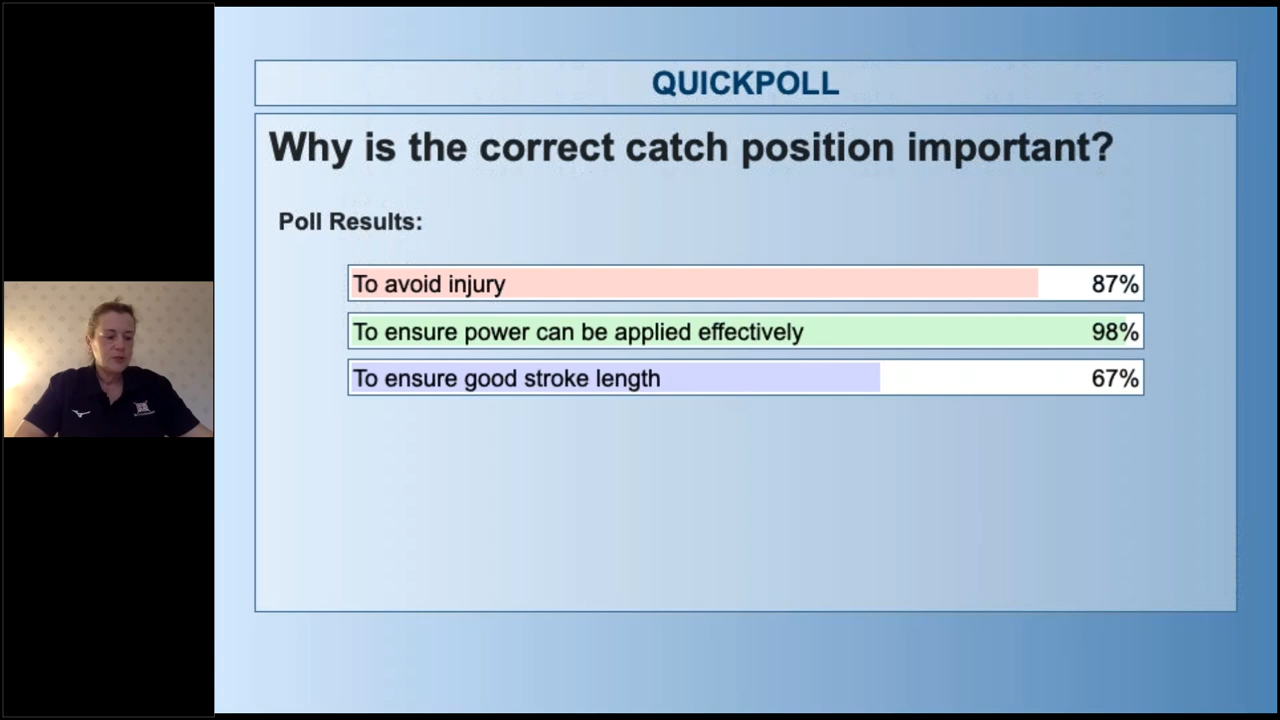 QUICKPOLL
Why is the correct catch position important?
Poll Results:
To avoid injury 87%
To ensure power can be applied effectively 98%
To ensure good stroke length 67%